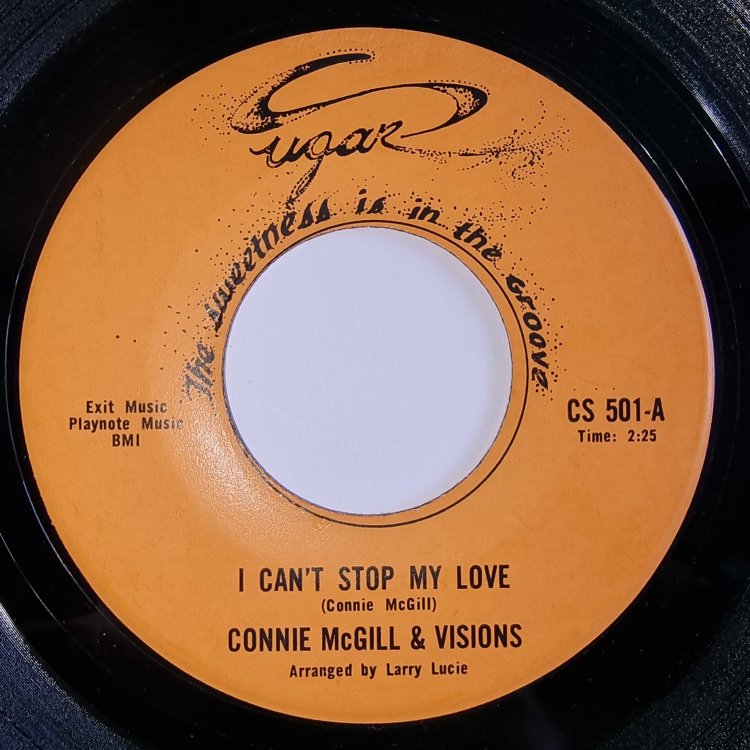 Sugar
The sweetness is in the groove
Exit Music
Playnote Music
BMI
CS 501-A
Time: 2:25
I CAN'T STOP MY LOVE
(Connie McGill)
CONNIE McGILL & VISIONS
Arranged by Larry Lucie